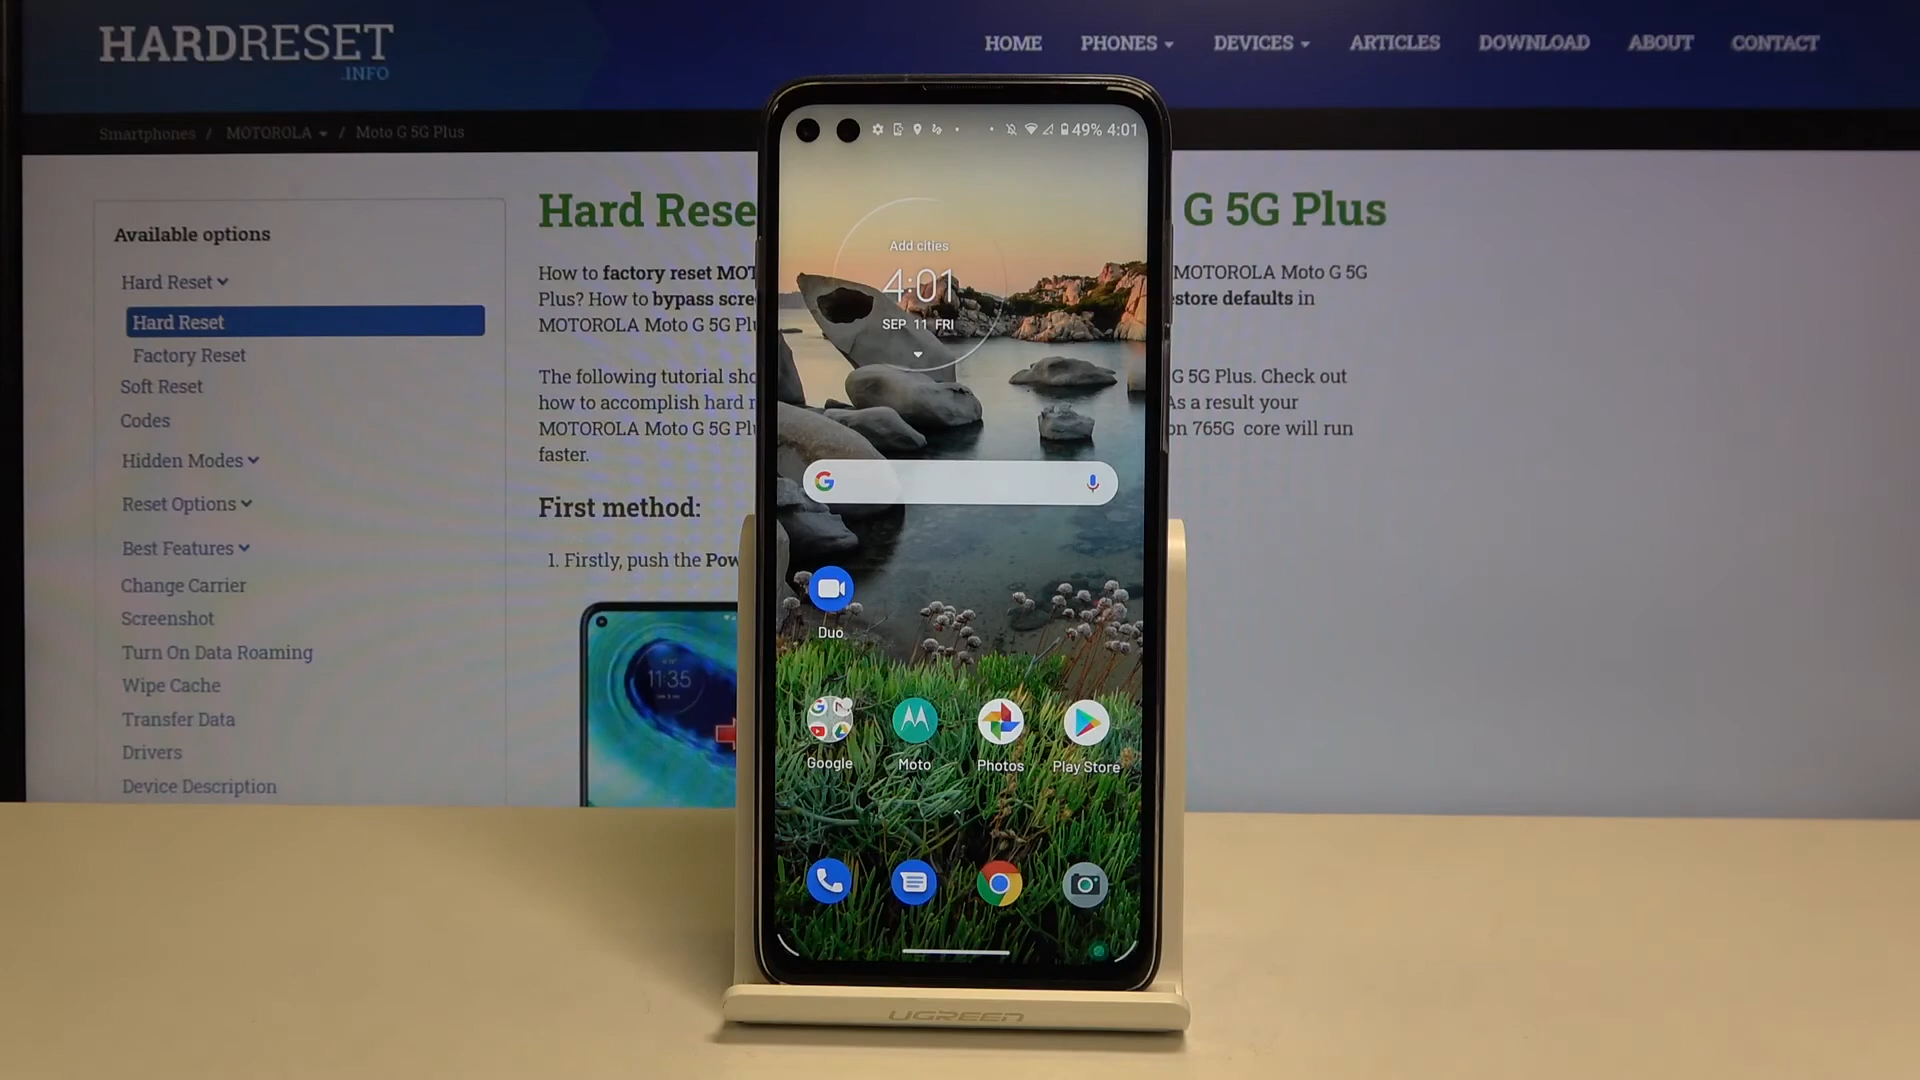 HARDRESET
.INFO
HOME PHONES DEVICES ARTICLES DOWNLOAD ABOUT CONTACT
Smartphones / MOTOROLA / Moto G 5G Plus
Available options
Hard Reset
Hard Reset
Factory Reset
Soft Reset
Codes
Hidden Modes
Reset Options
Best Features
Change Carrier
Screenshot
Turn On Data Roaming
Wipe Cache
Transfer Data
Drivers
Device Description
Hard Rese G 5G Plus
How to factory reset MOT MOTOROLA Moto G 5G
Plus? How to bypass scre store defaults in
MOTOROLA Moto G 5G Plu
The following tutorial sho G 5G Plus. Check out
how to accomplish hard r As a result your
MOTOROLA Moto G 5G Plu on 765G core will run
faster.
First method:
1. Firstly, push the Pow
11:35
49% 4:01
Add cities
4:01
SEP 11 FRI
Duo
Google Moto Photos Play Store
UGREEN